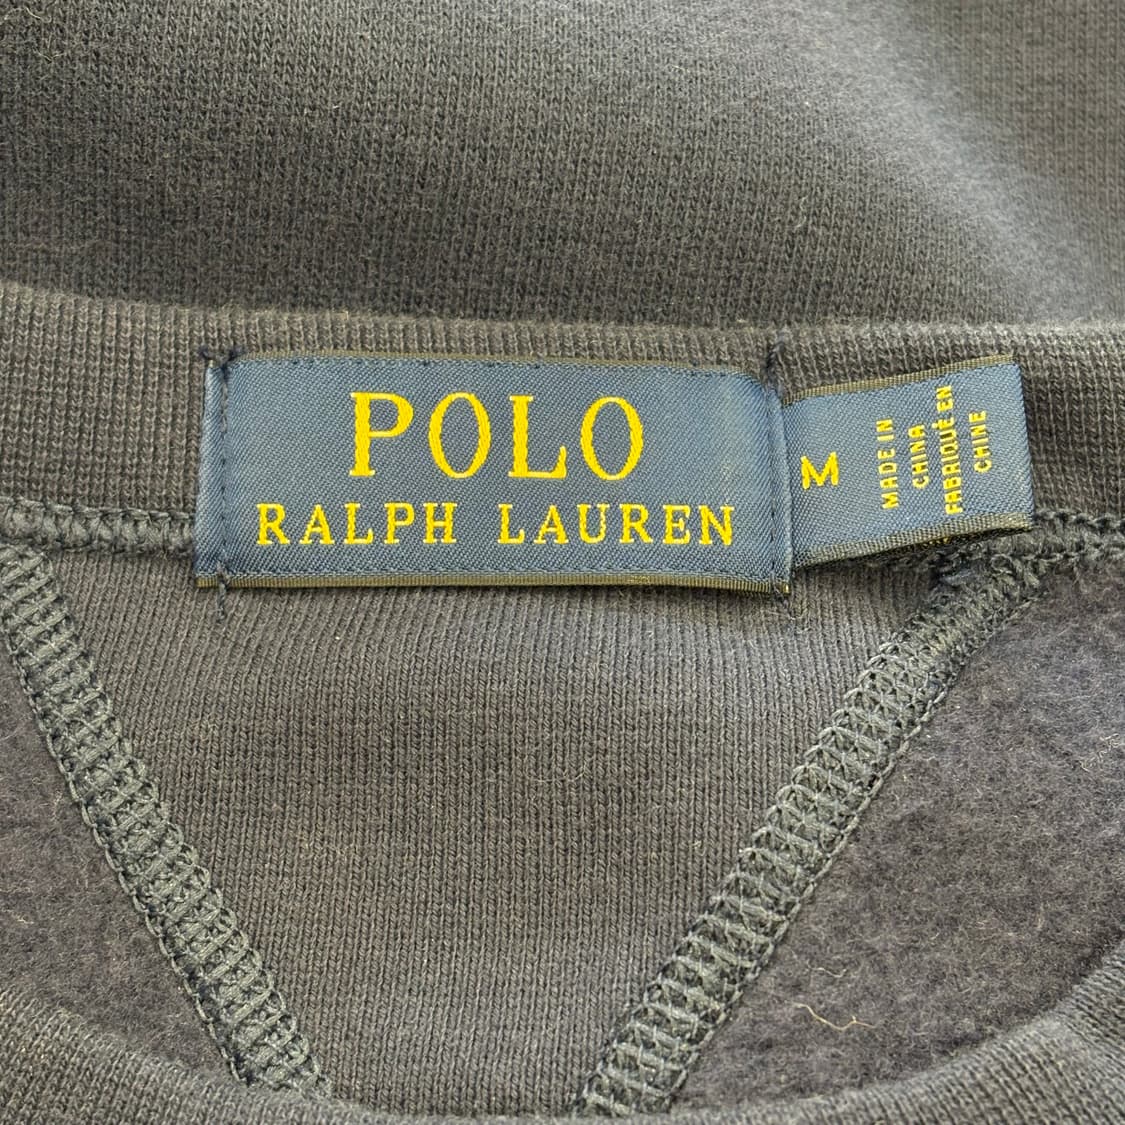 POLO
RALPH LAUREN
M
MADE IN
CHINA
FABRIQUÉ EN
CHINE